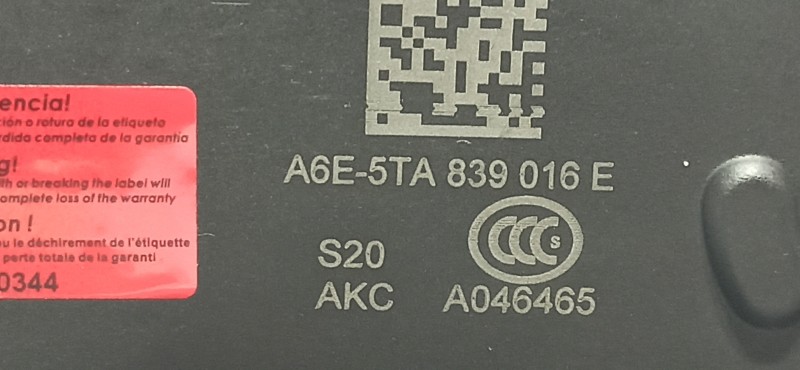 encia!
ción o rotura de la etiqueta
rdida completa de la garantia
g!
th or breaking the label will
complete loss of the warranty
on !
ou le déchirement de l'étiquette
perte totale de la garanti
0344
A6E-5TA 839 016 E
CCC S
S20
AKC A046465